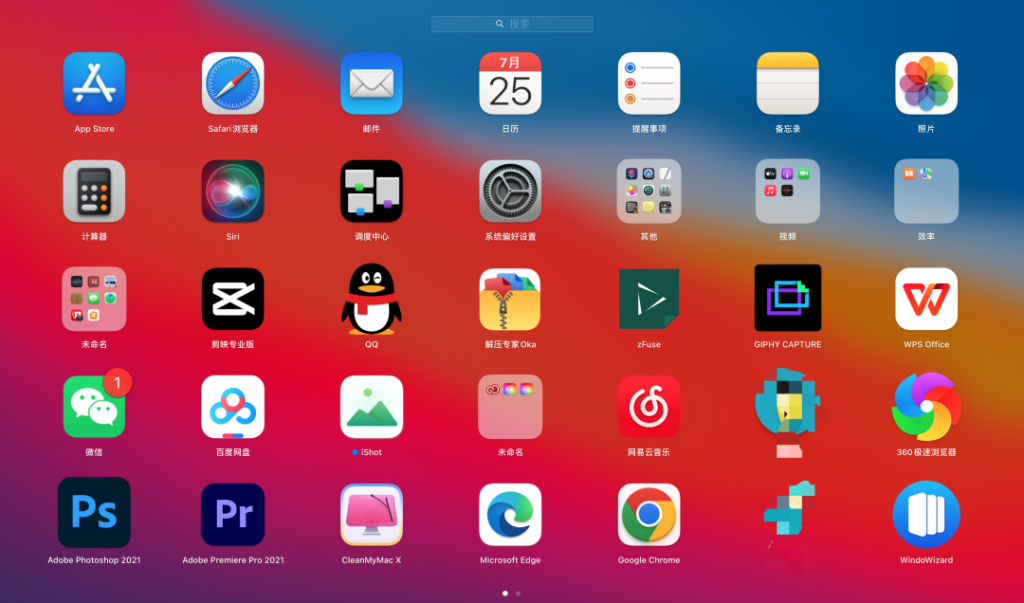 搜索
App Store
Safari浏览器
邮件
7月
25
日历
提醒事项
备忘录
照片
计算器
Siri
调度中心
系统偏好设置
其他
视频
效率
未命名
剪映专业版
QQ
解压专家Oka
zFuse
GIPHY CAPTURE
WPS Office
1
微信
百度网盘
iShot
未命名
网易云音乐
360极速浏览器
Ps
Adobe Photoshop 2021
Pr
Adobe Premiere Pro 2021
CleanMyMac X
Microsoft Edge
Google Chrome
WindoWizard